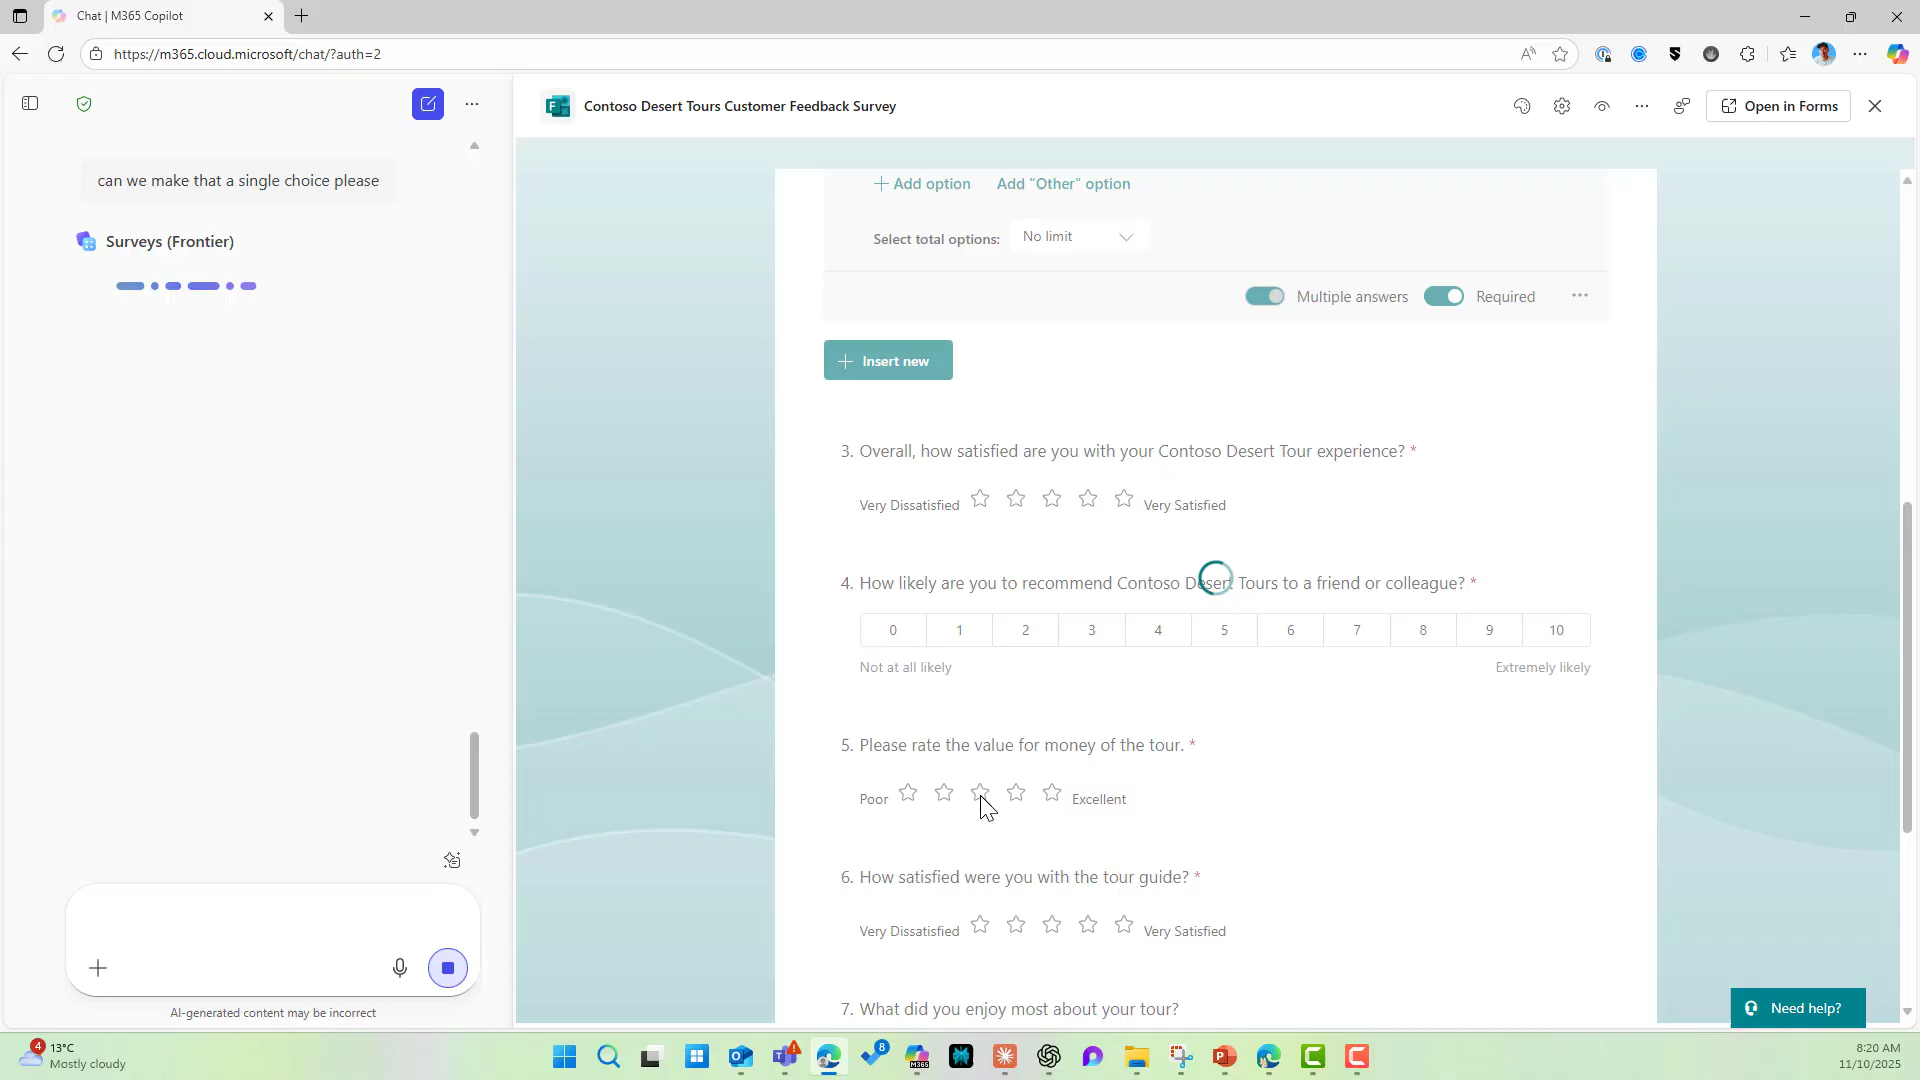 Chat | M365 Copilot
https://m365.cloud.microsoft/chat/?auth=2
can we make that a single choice please
Surveys (Frontier)
AI-generated content may be incorrect
Contoso Desert Tours Customer Feedback Survey
Open in Forms
Add option Add "Other" option
Select total options: No limit
Multiple answers Required
Insert new
3. Overall, how satisfied are you with your Contoso Desert Tour experience? *
Very Dissatisfied Very Satisfied
4. How likely are you to recommend Contoso Desert Tours to a friend or colleague? *
0 1 2 3 4 5 6 7 8 9 10
Not at all likely Extremely likely
5. Please rate the value for money of the tour. *
Poor Excellent
6. How satisfied were you with the tour guide? *
Very Dissatisfied Very Satisfied
7. What did you enjoy most about your tour?
Need help?
4
13°C
Mostly cloudy
8
M365
8:20 AM
11/10/2025